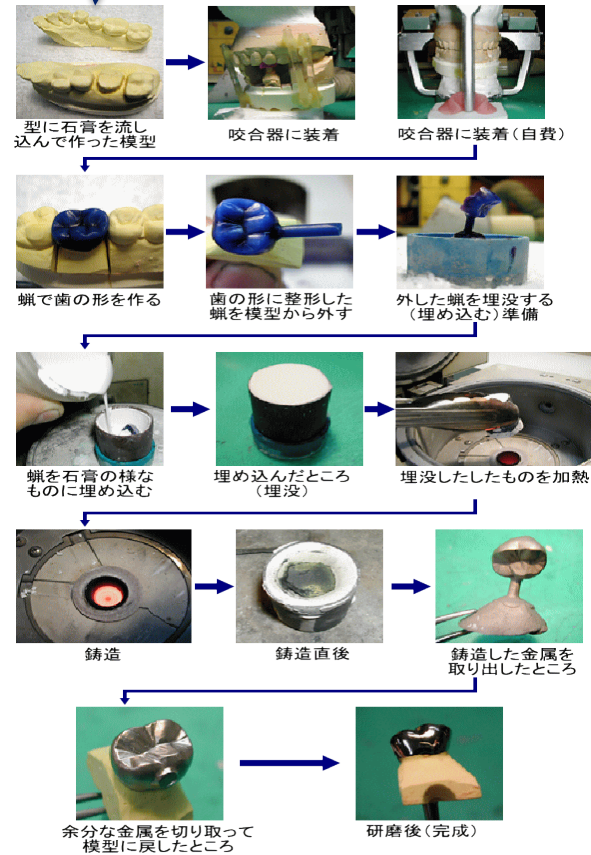 型に石膏を流し
込んで作った模型
咬合器に装着
咬合器に装着（自費）
蝋で歯の形を作る
歯の形に整形した
蝋を模型から外す
外した蝋を埋没する
（埋め込む）準備
蝋を石膏の様な
ものに埋め込む
埋め込んだところ
（埋没）
埋没したしたものを加熱
鋳造
鋳造直後
鋳造した金属を
取り出したところ
余分な金属を切り取って
模型に戻したところ
研磨後（完成）